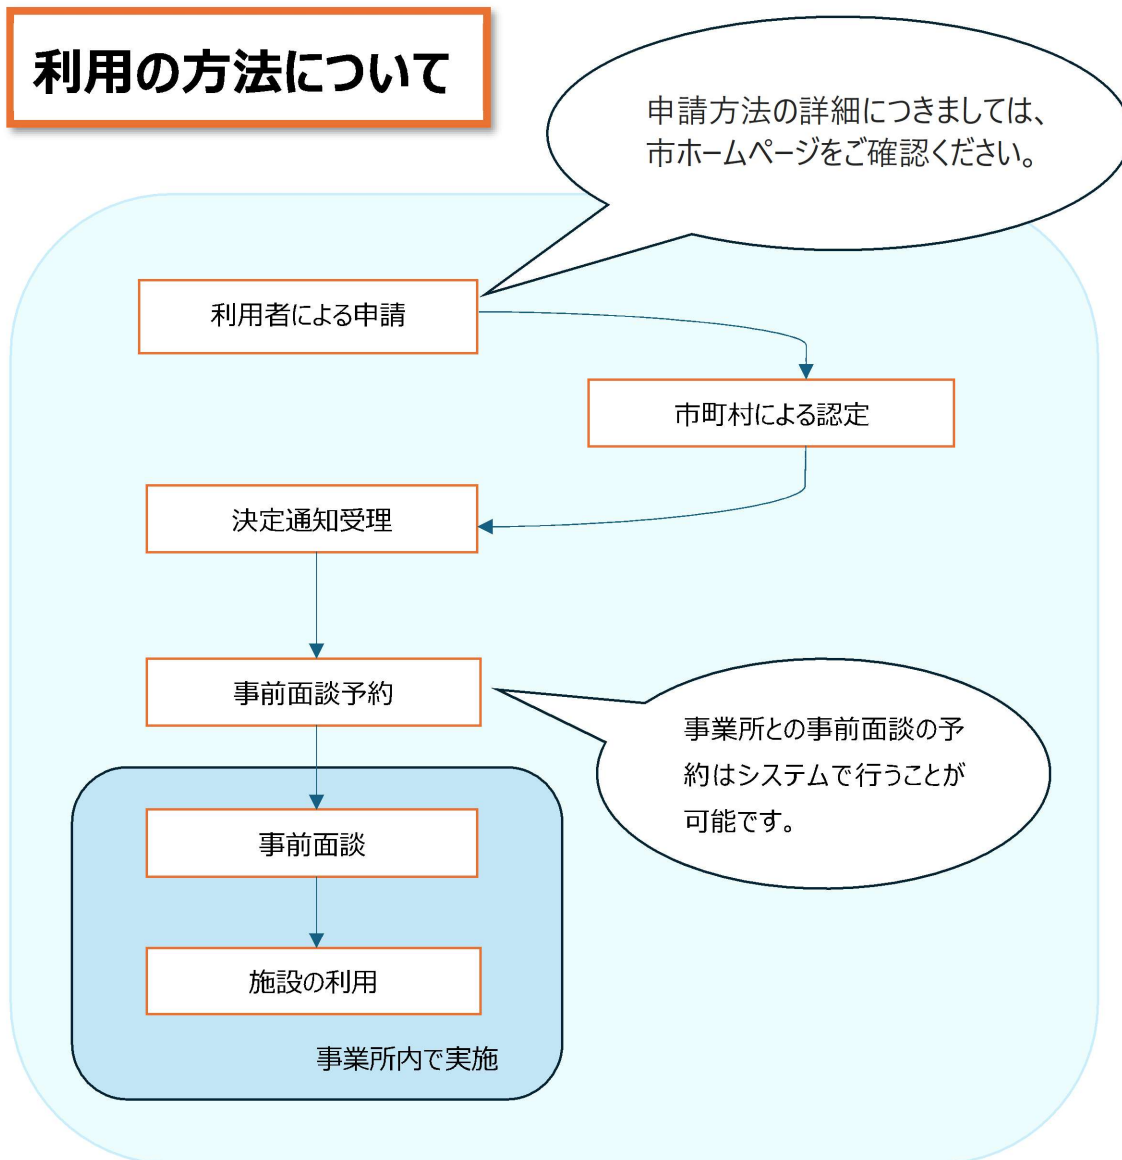 利用の方法について
申請方法の詳細につきましては、
市ホームページをご確認ください。
利用者による申請
市町村による認定
決定通知受理
事前面談予約
事業所との事前面談の予
約はシステムで行うことが
可能です。
事前面談
施設の利用
事業所内で実施